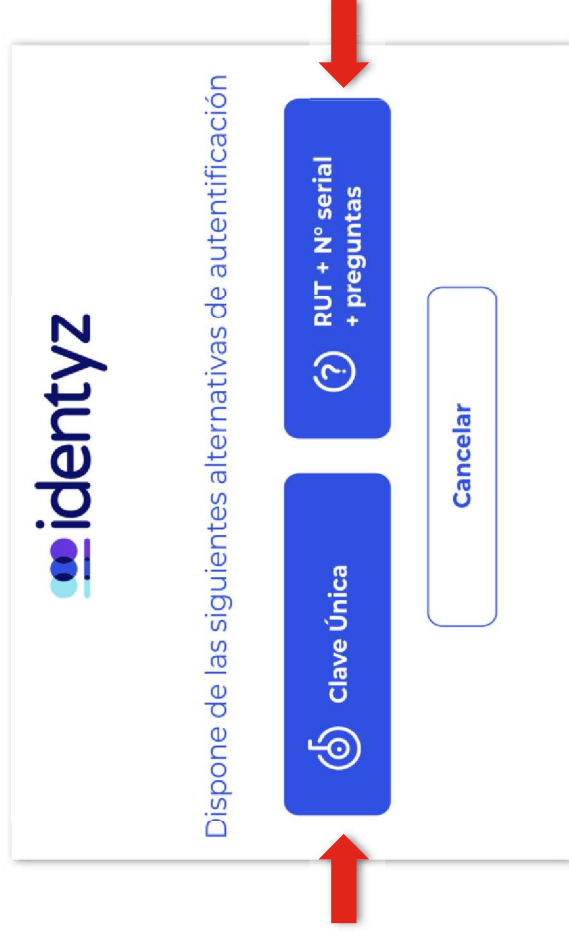 identyz
Dispone de las siguientes alternativas de autentificación
Clave Única
RUT + N° serial
+ preguntas
Cancelar